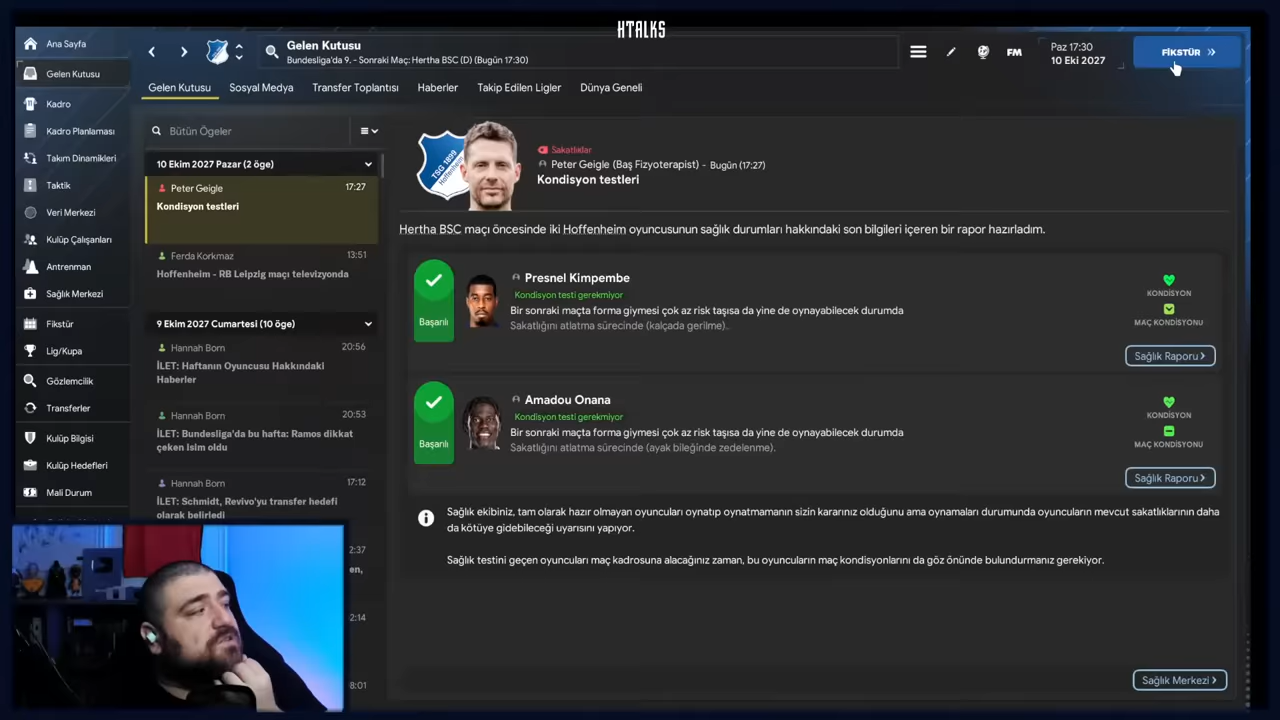 HTALKS
Ana Sayfa
Gelen Kutusu
Kadro
Kadro Planlaması
Takım Dinamikleri
Taktik
Veri Merkezi
Kulüp Çalışanları
Antrenman
Sağlık Merkezi
Fikstür
Lig/Kupa
Gözlemcilik
Transferler
Kulüp Bilgisi
Kulüp Hedefleri
Mali Durum
Gelen Kutusu
Bundesliga'da 9. - Sonraki Maç: Hertha BSC (D) (Bugün 17:30)
FM
Paz 17:30
10 Eki 2027
FİKSTÜR
Gelen Kutusu
Sosyal Medya
Transfer Toplantısı
Haberler
Takip Edilen Ligler
Dünya Geneli
Bütün Ögeler
10 Ekim 2027 Pazar (2 öge)
Peter Geigle 17:27
Kondisyon testleri
Ferda Korkmaz 13:51
Hoffenheim - RB Leipzig maçı televizyonda
9 Ekim 2027 Cumartesi (10 öge)
Hannah Born 20:56
İLET: Haftanın Oyuncusu Hakkındaki
Haberler
Hannah Born 20:53
İLET: Bundesliga'da bu hafta: Ramos dikkat
çeken isim oldu
Hannah Born 17:12
İLET: Schmidt, Revivo'yu transfer hedefi
olarak belirledi
2:37
en,
2:14
8:01
TSG 1899
Hoffenheim
Sakatlıklar
Peter Geigle (Baş Fizyoterapist) - Bugün (17:27)
Kondisyon testleri
Hertha BSC maçı öncesinde iki Hoffenheim oyuncusunun sağlık durumları hakkındaki son bilgileri içeren bir rapor hazırladım.
Başarılı
Presnel Kimpembe
Kondisyon testi gerekmiyor
Bir sonraki maçta forma giymesi çok az risk taşısa da yine de oynayabilecek durumda
Sakatlığını atlatma sürecinde (kalçada gerilme).
KONDİSYON
MAÇ KONDİSYONU
Sağlık Raporu
Başarılı
Amadou Onana
Kondisyon testi gerekmiyor
Bir sonraki maçta forma giymesi çok az risk taşısa da yine de oynayabilecek durumda
Sakatlığını atlatma sürecinde (ayak bileğinde zedelenme).
KONDİSYON
MAÇ KONDİSYONU
Sağlık Raporu
Sağlık ekibiniz, tam olarak hazır olmayan oyuncuları oynatıp oynatmamanın sizin kararınız olduğunu ama oynamaları durumunda oyuncuların mevcut sakatlıklarının daha
da kötüye gidebileceği uyarısını yapıyor.
Sağlık testini geçen oyuncuları maç kadrosuna alacağınız zaman, bu oyuncuların maç kondisyonlarını da göz önünde bulundurmanız gerekiyor.
Sağlık Merkezi